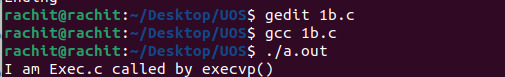 Ending
rachit@rachit:~/Desktop/UOS$ gedit 1b.c
rachit@rachit:~/Desktop/UOS$ gcc 1b.c
rachit@rachit:~/Desktop/UOS$ ./a.out
I am Exec.c called by execvp()